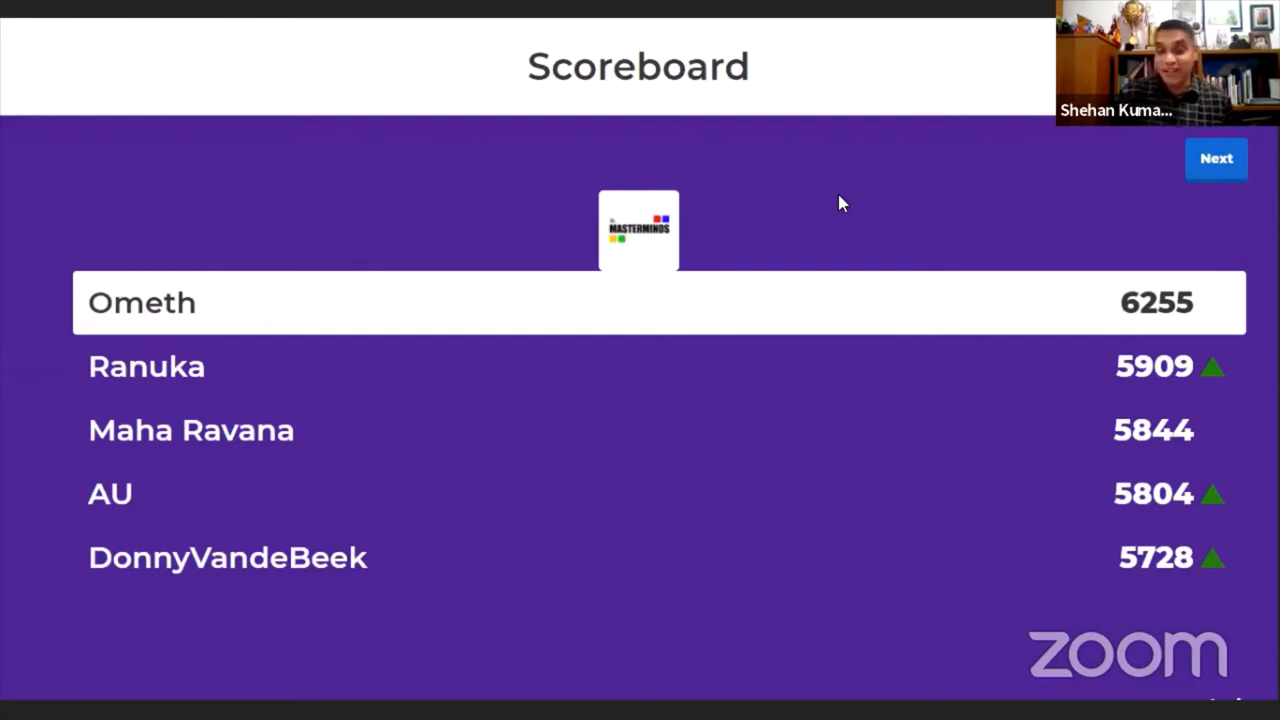 Scoreboard
Shehan Kuma...
Next
MASTERMINDS
Ometh 6255
Ranuka 5909
Maha Ravana 5844
AU 5804
DonnyVandeBeek 5728
zoom